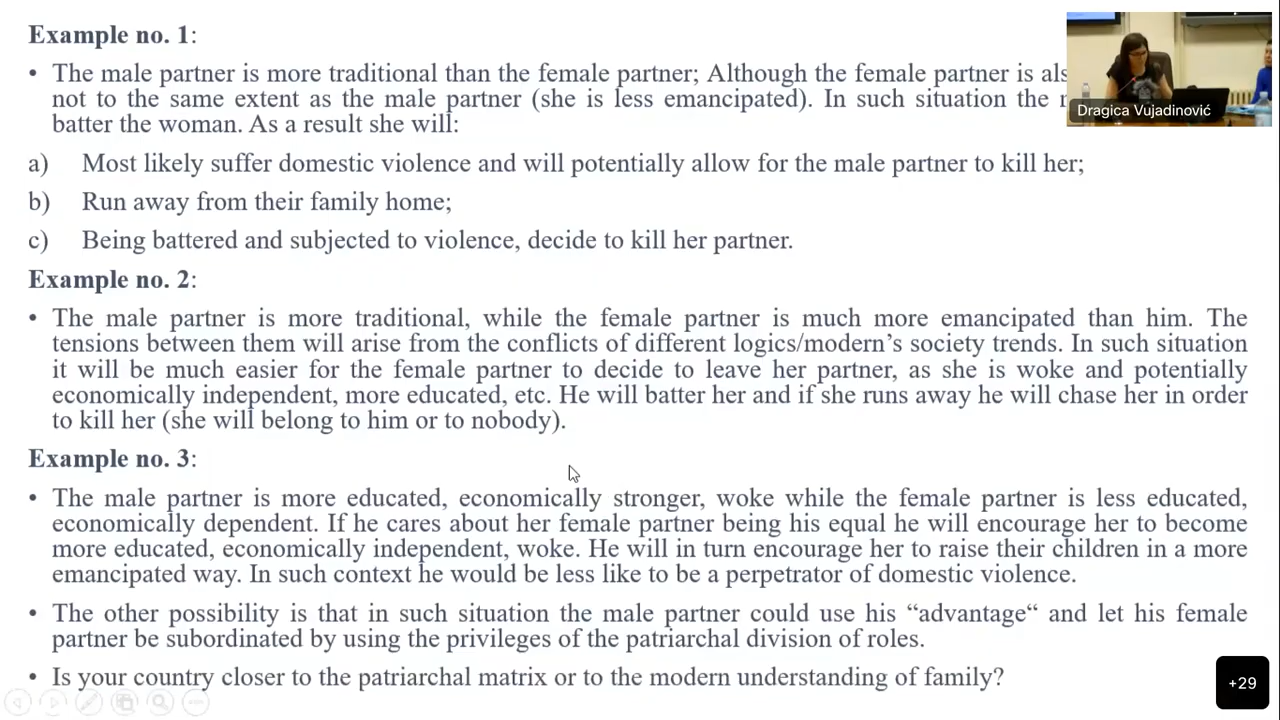 Example no. 1:
• The male partner is more traditional than the female partner; Although the female partner is als
not to the same extent as the male partner (she is less emancipated). In such situation the
batter the woman. As a result she will:
a) Most likely suffer domestic violence and will potentially allow for the male partner to kill her;
b) Run away from their family home;
c) Being battered and subjected to violence, decide to kill her partner.
Example no. 2:
• The male partner is more traditional, while the female partner is much more emancipated than him. The
tensions between them will arise from the conflicts of different logics/modern’s society trends. In such situation
it will be much easier for the female partner to decide to leave her partner, as she is woke and potentially
economically independent, more educated, etc. He will batter her and if she runs away he will chase her in order
to kill her (she will belong to him or to nobody).
Example no. 3:
• The male partner is more educated, economically stronger, woke while the female partner is less educated,
economically dependent. If he cares about her female partner being his equal he will encourage her to become
more educated, economically independent, woke. He will in turn encourage her to raise their children in a more
emancipated way. In such context he would be less like to be a perpetrator of domestic violence.
• The other possibility is that in such situation the male partner could use his “advantage“ and let his female
partner be subordinated by using the privileges of the patriarchal division of roles.
• Is your country closer to the patriarchal matrix or to the modern understanding of family?
Dragica Vujadinović
+29